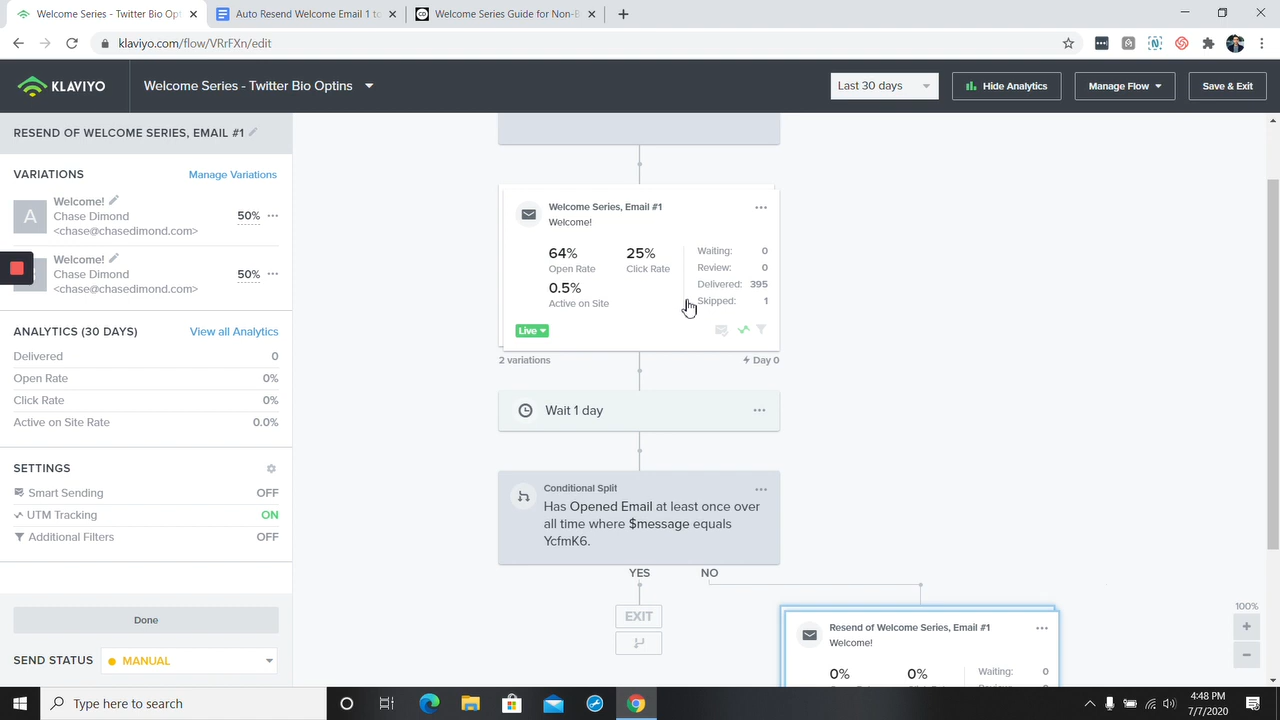 Welcome Series - Twitter Bio Opt
Auto Resend Welcome Email 1 to
Welcome Series Guide for Non-B
klaviyo.com/flow/VRrFXn/edit
KLAVIYO
Welcome Series - Twitter Bio Optins
Last 30 days
Hide Analytics
Manage Flow
Save & Exit
RESEND OF WELCOME SERIES, EMAIL #1
VARIATIONS
Manage Variations
A
Welcome!
Chase Dimond
<chase@chasedimond.com>
50%
Welcome!
Chase Dimond
<chase@chasedimond.com>
50%
ANALYTICS (30 DAYS)
View all Analytics
Delivered 0
Open Rate 0%
Click Rate 0%
Active on Site Rate 0.0%
SETTINGS
Smart Sending OFF
UTM Tracking ON
Additional Filters OFF
Done
SEND STATUS MANUAL
Welcome Series, Email #1
Welcome!
64%
Open Rate
25%
Click Rate
0.5%
Active on Site
Waiting: 0
Review: 0
Delivered: 395
Skipped: 1
Live
2 variations
Day 0
Wait 1 day
Conditional Split
Has Opened Email at least once over
all time where $message equals
YcfmK6.
YES
NO
EXIT
Resend of Welcome Series, Email #1
Welcome!
0%
0%
Waiting: 0
100%
Type here to search
4:48 PM
7/7/2020